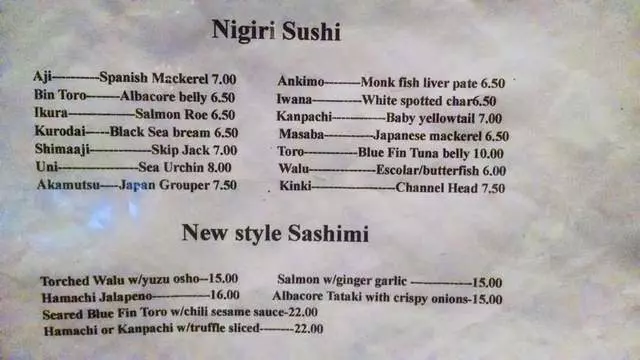 Nigiri Sushi
Aji----------Spanish Mackerel 7.00
Bin Toro-------Albacore belly 6.50
Ikura-------------Salmon Roe 6.50
Kurodai-----Black Sea bream 6.50
Shimaaji-------------Skip Jack 7.00
Uni-----------------Sea Urchin 8.00
Akamutsu----Japan Grouper 7.50
Ankimo--------Monk fish liver pate 6.50
Iwana-----------White spotted char6.50
Kanpachi------------Baby yellowtail 7.00
Masaba-----------Japanese mackerel 6.50
Toro------------Blue Fin Tuna belly 10.00
Walu---------------Escolar/butterfish 6.00
Kinki-------------------Channel Head 7.50
New style Sashimi
Torched Walu w/yuzu osho--15.00
Hamachi Jalapeno-------------16.00
Seared Blue Fin Toro w/chili sesame sauce-22.00
Hamachi or Kanpachi w/truffle sliced--------22.00
Salmon w/ginger garlic --------------15.00
Albacore Tataki with crispy onions-15.00